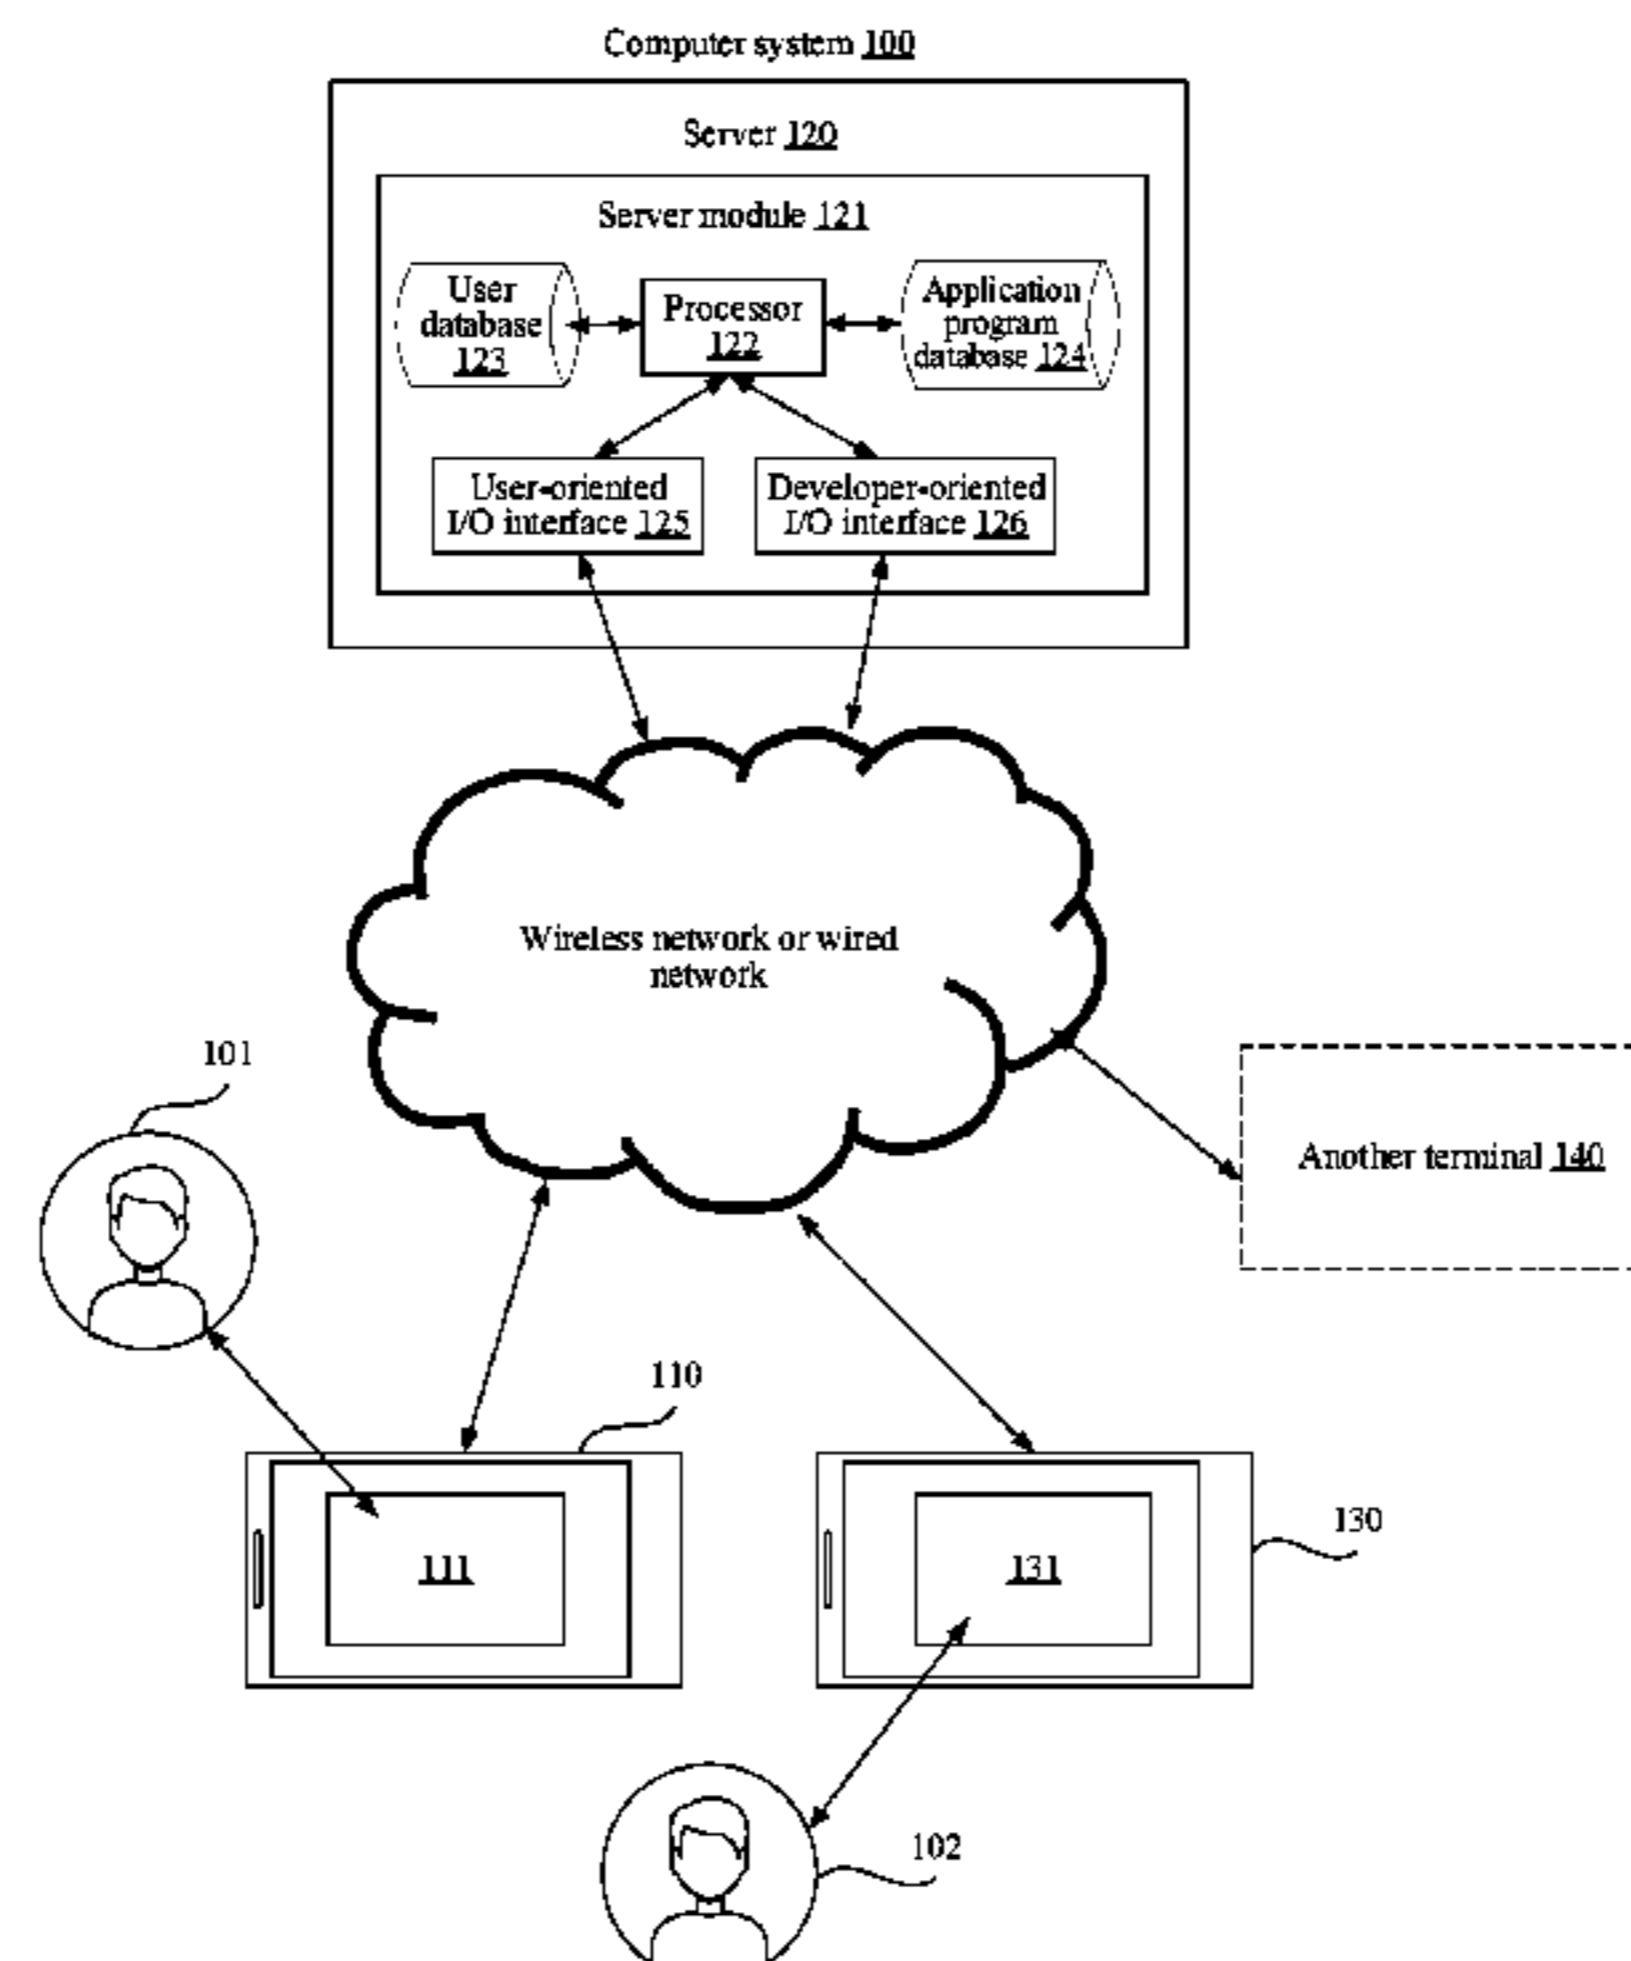 Computer system 100
Server 120
Server module 121
User
database
123
Processor
122
Application
program
database 124
User-oriented
I/O interface 125
Developer-oriented
I/O interface 126
Wireless network or wired
network
101
Another terminal 140
110
130
111
131
102